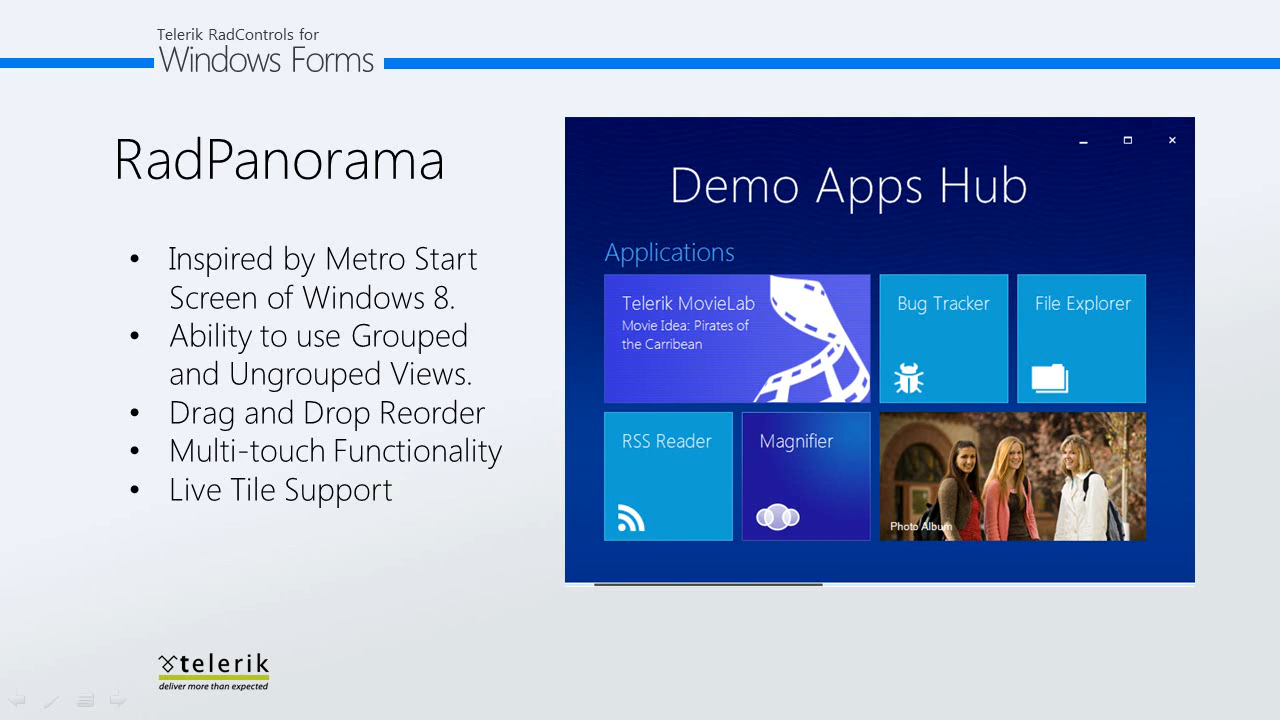 Telerik RadControls for
Windows Forms
RadPanorama
• Inspired by Metro Start
Screen of Windows 8.
• Ability to use Grouped
and Ungrouped Views.
• Drag and Drop Reorder
• Multi-touch Functionality
• Live Tile Support
Demo Apps Hub
Applications
Telerik MovieLab
Movie Idea: Pirates of
the Carribean
Bug Tracker
File Explorer
RSS Reader
Magnifier
Photo Album
telerik
deliver more than expected